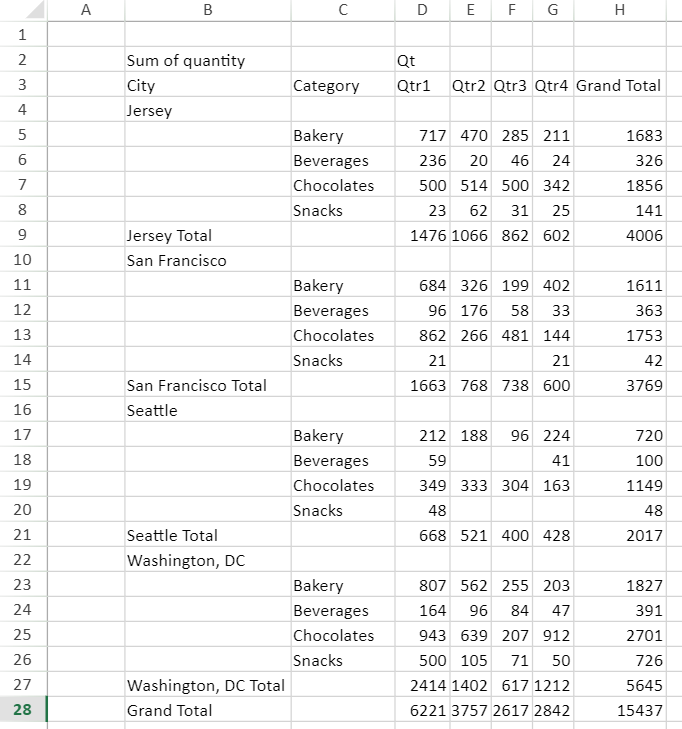 A B C D E F G H
1
2 Sum of quantity Qt
3 City Category Qtr1 Qtr2 Qtr3 Qtr4 Grand Total
4 Jersey
5 Bakery 717 470 285 211 1683
6 Beverages 236 20 46 24 326
7 Chocolates 500 514 500 342 1856
8 Snacks 23 62 31 25 141
9 Jersey Total 1476 1066 862 602 4006
10 San Francisco
11 Bakery 684 326 199 402 1611
12 Beverages 96 176 58 33 363
13 Chocolates 862 266 481 144 1753
14 Snacks 21 21 42
15 San Francisco Total 1663 768 738 600 3769
16 Seattle
17 Bakery 212 188 96 224 720
18 Beverages 59 41 100
19 Chocolates 349 333 304 163 1149
20 Snacks 48 48
21 Seattle Total 668 521 400 428 2017
22 Washington, DC
23 Bakery 807 562 255 203 1827
24 Beverages 164 96 84 47 391
25 Chocolates 943 639 207 912 2701
26 Snacks 500 105 71 50 726
27 Washington, DC Total 2414 1402 617 1212 5645
28 Grand Total 6221 3757 2617 2842 15437